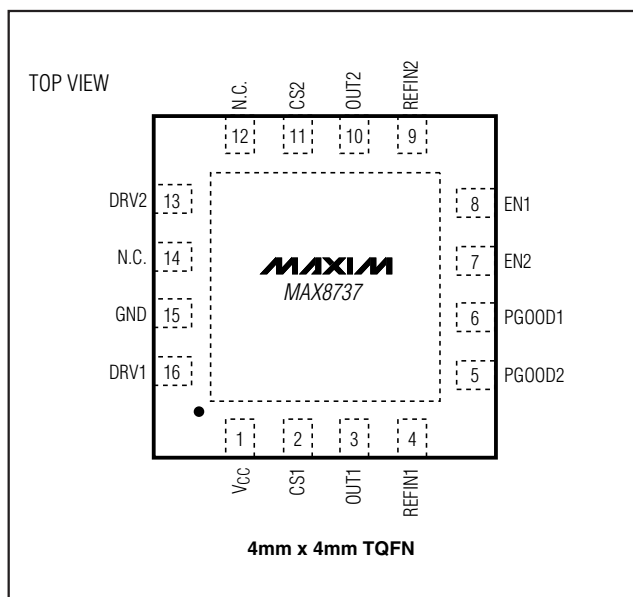 TOP VIEW
N.C.
CS2
OUT2
REFIN2
12
11
10
9
DRV2
13
8
EN1
N.C.
14
7
EN2
MAXIM
MAX8737
GND
15
6
PGOOD1
DRV1
16
5
PGOOD2
1
2
3
4
VCC
CS1
OUT1
REFIN1
4mm x 4mm TQFN